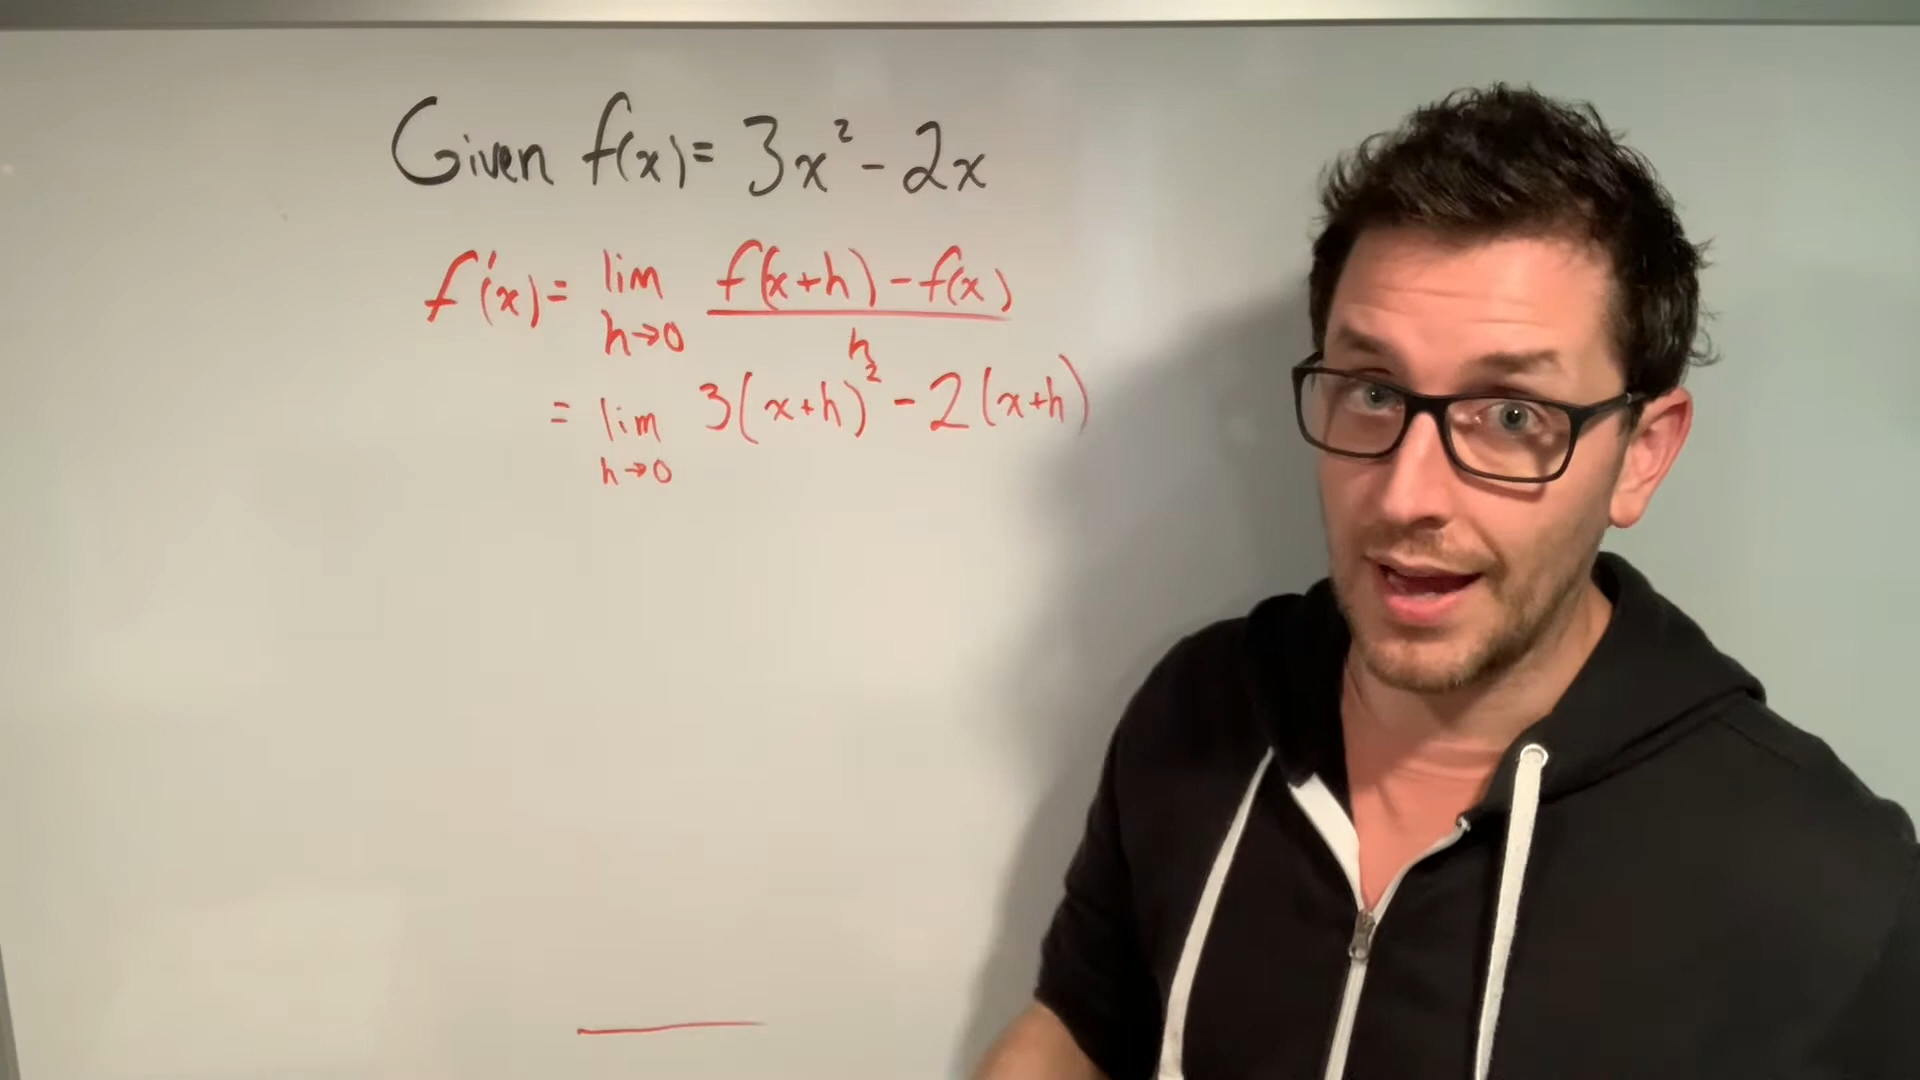 Given f(x) = 3x² - 2x
f'(x) = lim h→0 f(x+h) - f(x) / h
= lim h→0 3(x+h)² - 2(x+h)